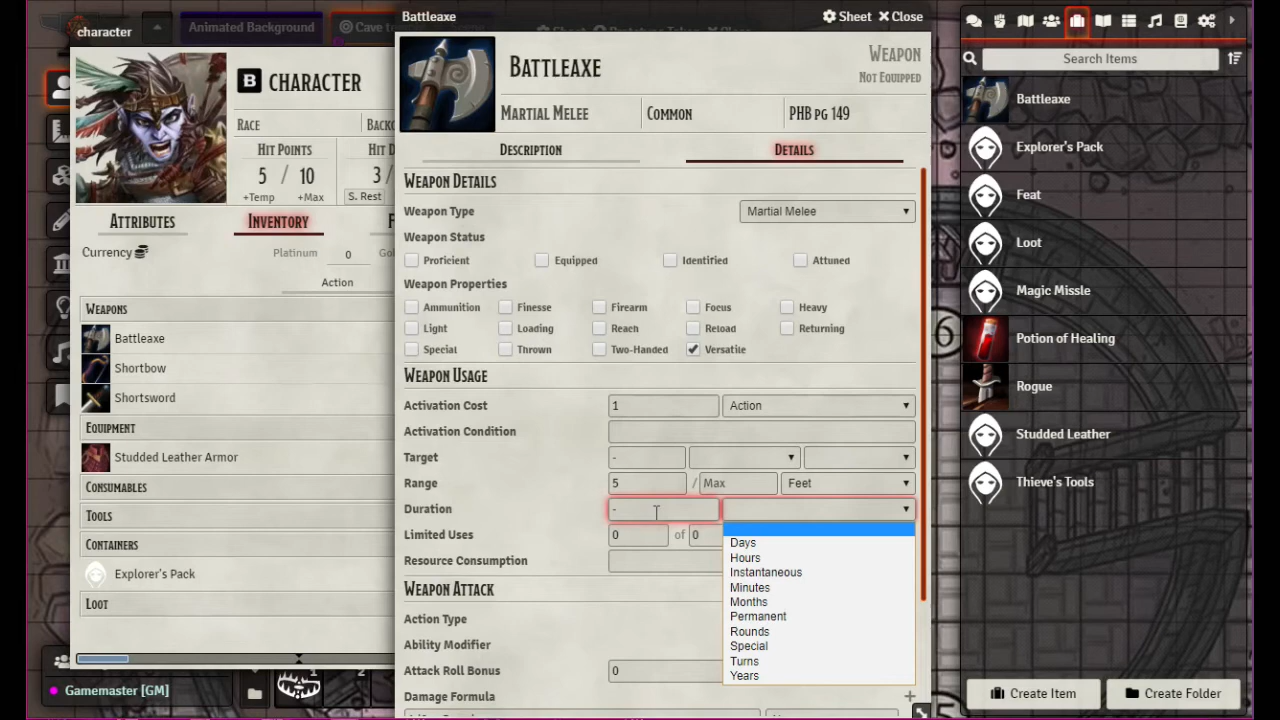 character
Animated Background
Cave
Battleaxe
Sheet Close
B CHARACTER
RACE
HIT POINTS
5 / 10
3 /
+Temp +Max
S. Rest
ATTRIBUTES INVENTORY
Currency Platinum 0
Action
WEAPONS
Battleaxe
Shortbow
Shortsword
EQUIPMENT
Studded Leather Armor
CONSUMABLES
TOOLS
CONTAINERS
Explorer's Pack
LOOT
Gamemaster [GM]
1 2
BATTLEAXE
WEAPON
NOT EQUIPPED
MARTIAL MELEE COMMON PHB PG 149
DESCRIPTION DETAILS
WEAPON DETAILS
Weapon Type Martial Melee
Weapon Status
Proficient Equipped Identified Attuned
Weapon Properties
Ammunition Finesse Firearm Focus Heavy
Light Loading Reach Reload Returning
Special Thrown Two-Handed Versatile
WEAPON USAGE
Activation Cost 1 Action
Activation Condition
Target -
Range 5 / Max Feet
Duration -
Limited Uses 0 of 0
Resource Consumption
Days
Hours
Instantaneous
Minutes
Months
Permanent
Rounds
Special
Turns
Years
WEAPON ATTACK
Action Type
Ability Modifier
Attack Roll Bonus 0
Damage Formula +
Search Items
Battleaxe
Explorer's Pack
Feat
Loot
Magic Missle
Potion of Healing
Rogue
Studded Leather
Thieve's Tools
Create Item Create Folder
6